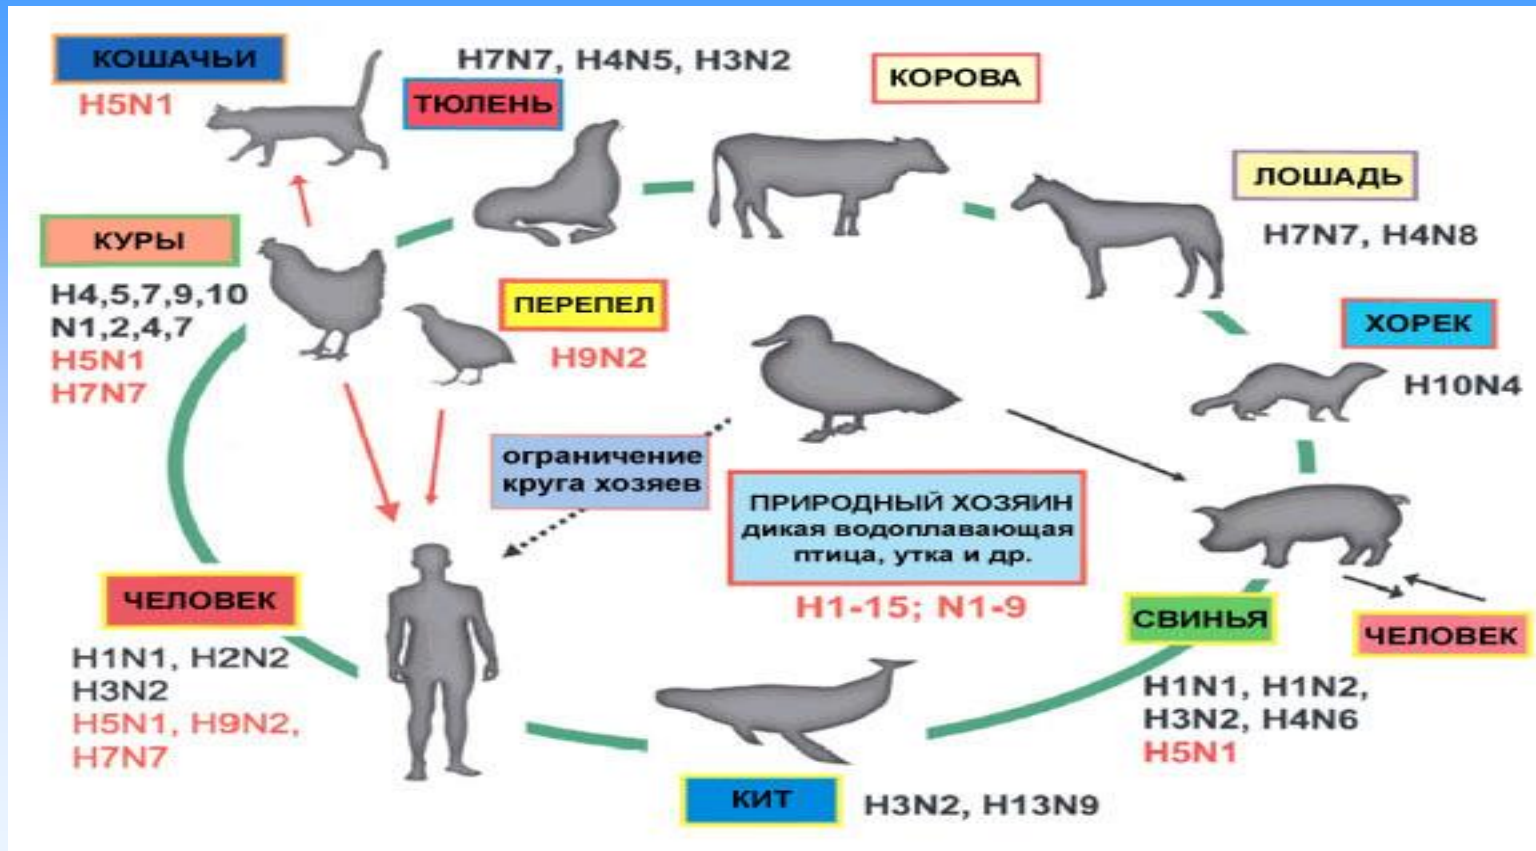 КОШАЧЬИ
H5N1
H7N7, H4N5, H3N2
ТЮЛЕНЬ
КОРОВА
ЛОШАДЬ
H7N7, H4N8
КУРЫ
H4,5,7,9,10
N1,2,4,7
H5N1
H7N7
ПЕРЕПЕЛ
H9N2
ХОРЕК
H10N4
ограничение
круга хозяев
ПРИРОДНЫЙ ХОЗЯИН
дикая водоплавающая
птица, утка и др.
H1-15; N1-9
ЧЕЛОВЕК
H1N1, H2N2
H3N2
H5N1, H9N2,
H7N7
СВИНЬЯ
ЧЕЛОВЕК
H1N1, H1N2,
H3N2, H4N6
H5N1
КИТ
H3N2, H13N9